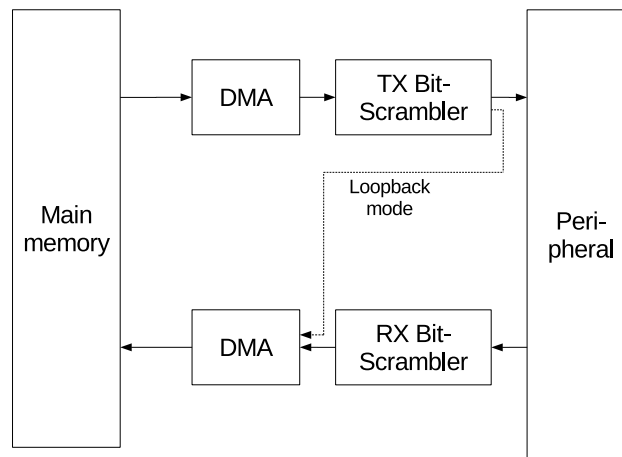 DMA
TX Bit-
Scrambler
Loopback
mode
Main
memory
Peri-
pheral
DMA
RX Bit-
Scrambler